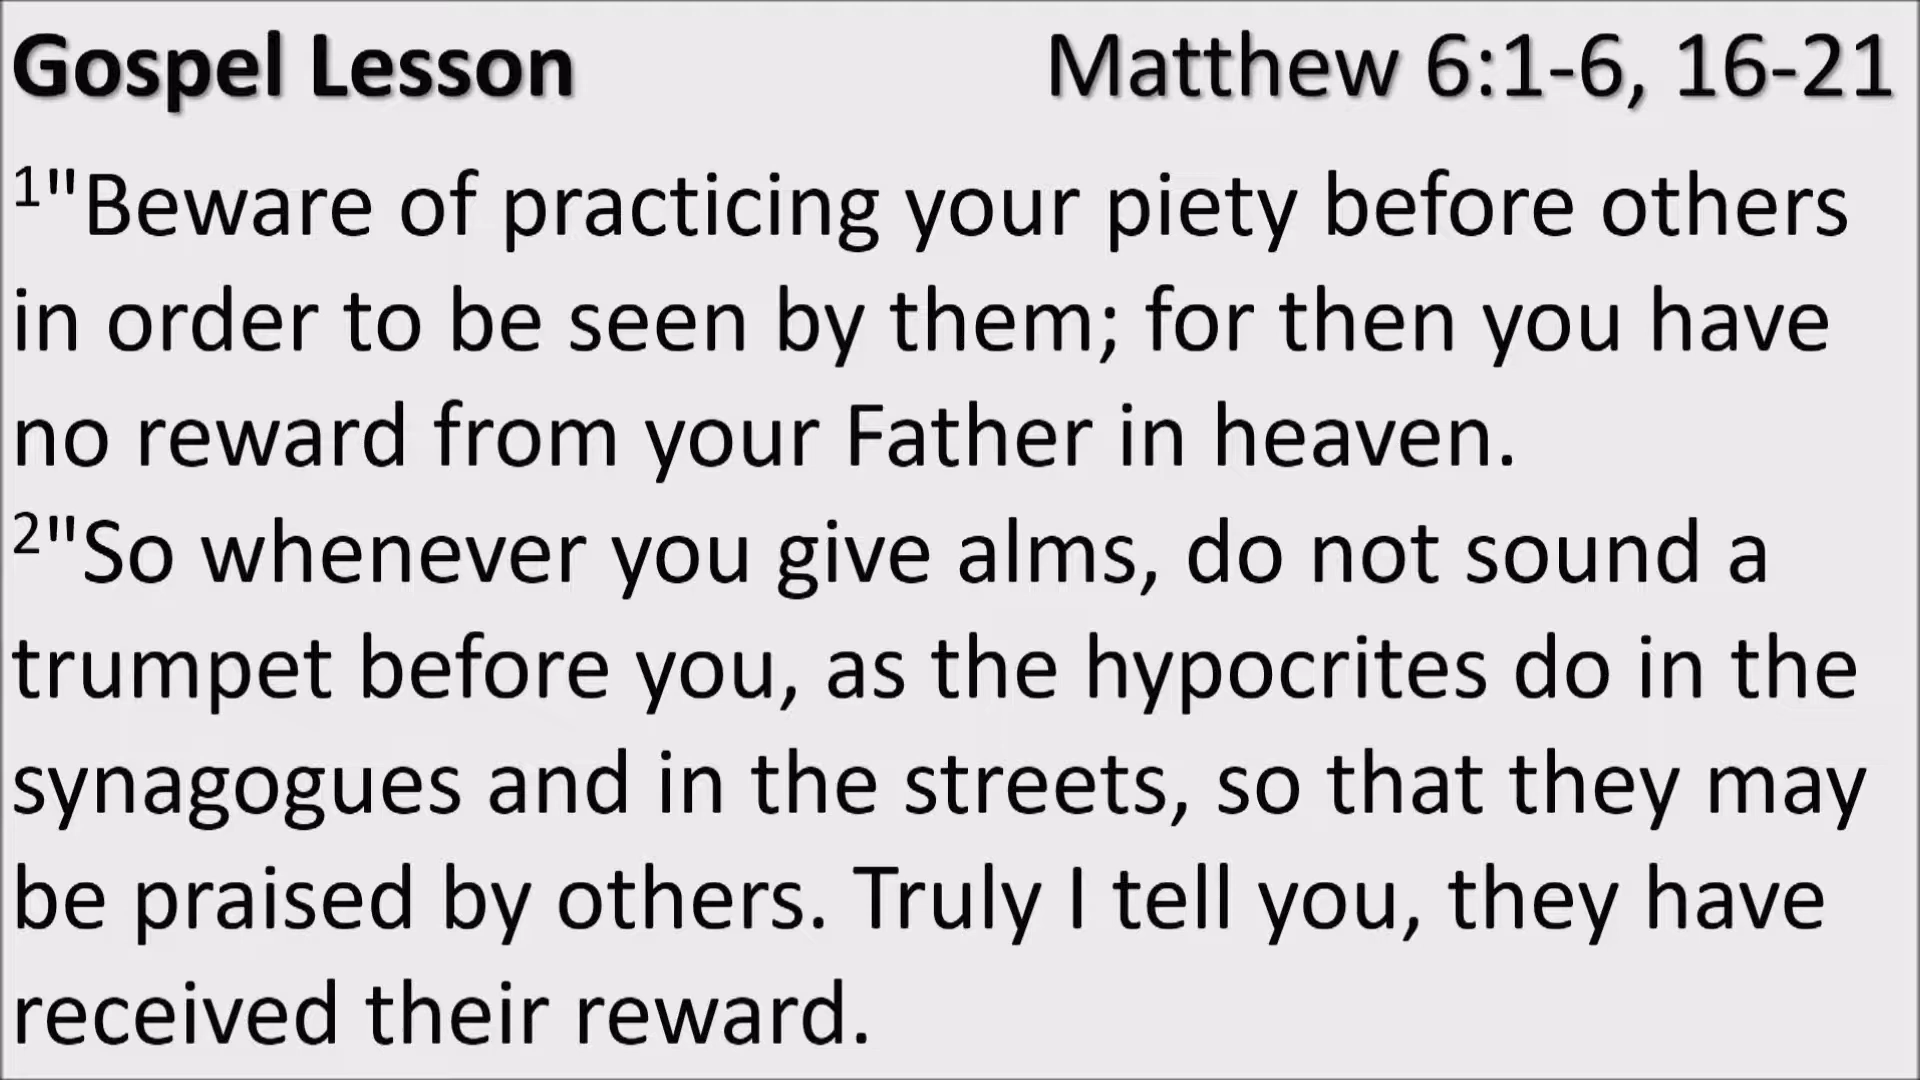 Gospel Lesson Matthew 6:1-6, 16-21
1"Beware of practicing your piety before others
in order to be seen by them; for then you have
no reward from your Father in heaven.
2"So whenever you give alms, do not sound a
trumpet before you, as the hypocrites do in the
synagogues and in the streets, so that they may
be praised by others. Truly I tell you, they have
received their reward.